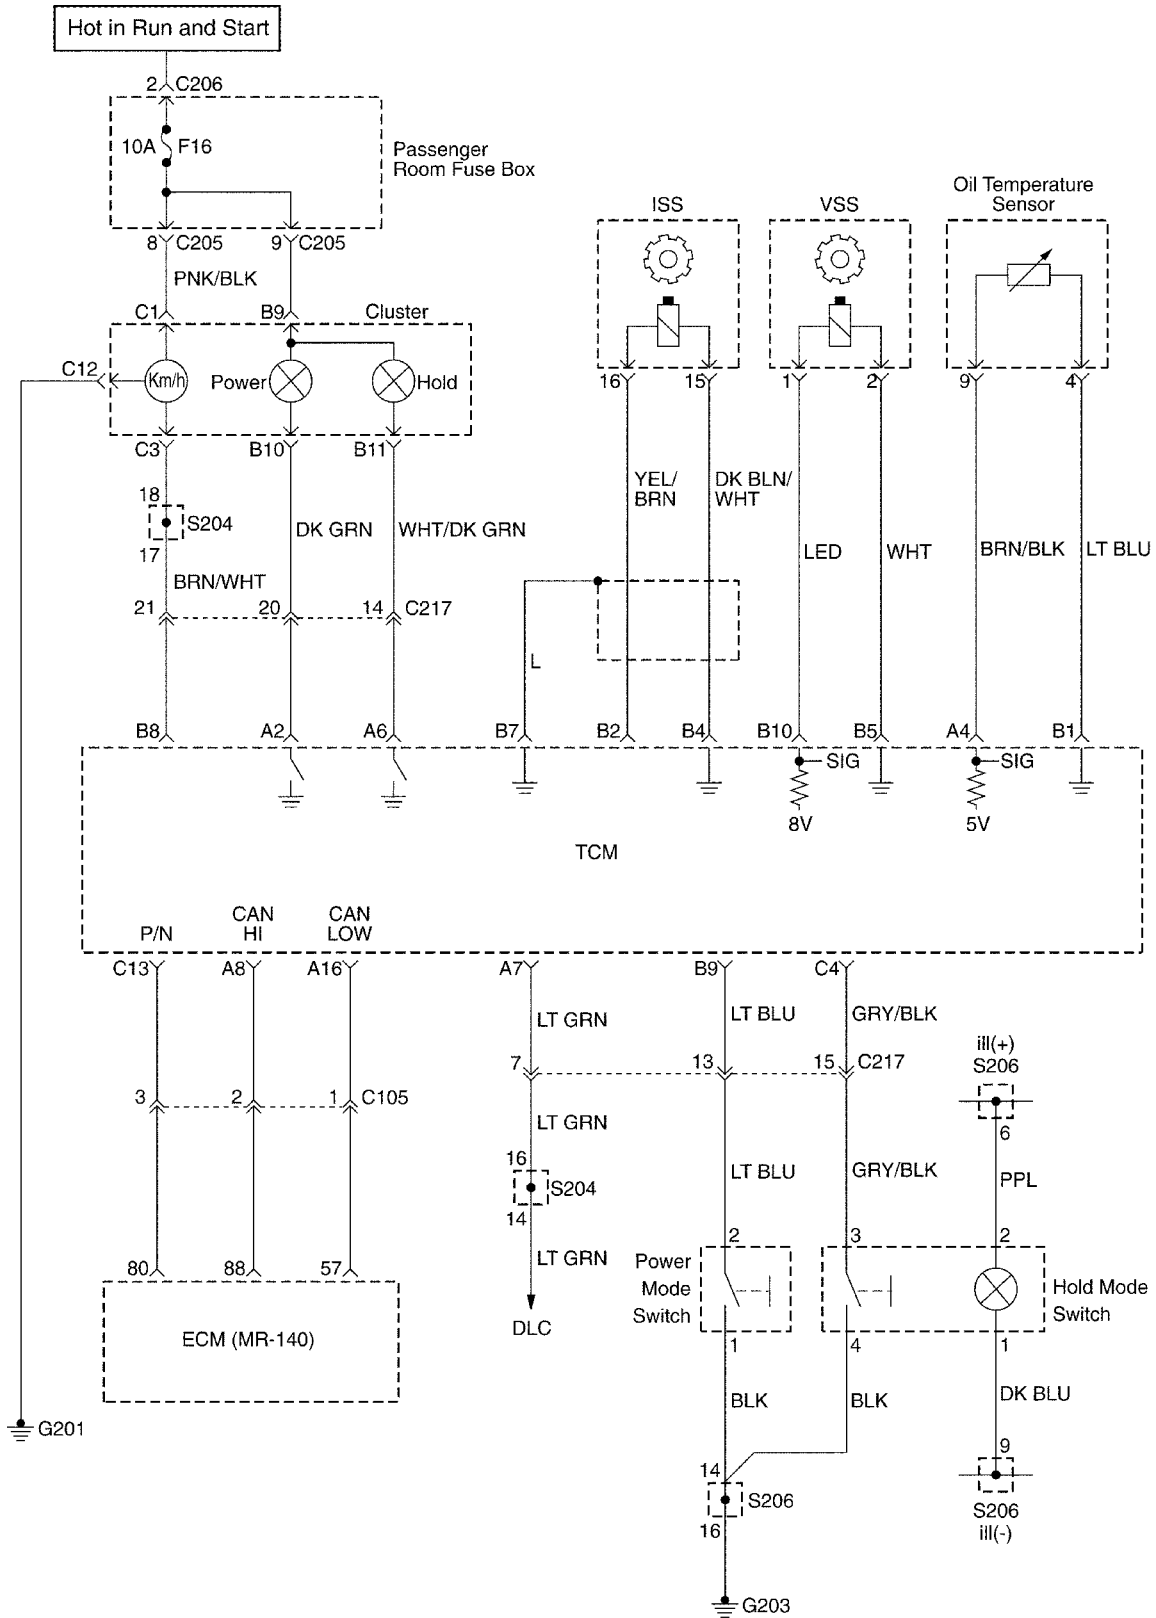 Hot in Run and Start
2 C206
10A F16
Passenger
Room Fuse Box
8 C205
9 C205
PNK/BLK
ISS
VSS
Oil Temperature
Sensor
C1
B9
Cluster
C12
Km/h
Power
Hold
16
15
1
2
9
4
C3
B10
B11
18
S204
17
YEL/
BRN
DK BLN/
WHT
DK GRN
WHT/DK GRN
LED
WHT
BRN/BLK
LT BLU
BRN/WHT
21
20
14
C217
L
B8
A2
A6
B7
B2
B4
B10
B5
A4
B1
SIG
SIG
8V
5V
TCM
P/N
CAN
HI
CAN
LOW
C13
A8
A16
A7
B9
C4
LT GRN
LT BLU
GRY/BLK
ill(+)
S206
7
13
15
C217
3
2
1
C105
LT GRN
6
16
S204
14
LT BLU
GRY/BLK
PPL
LT GRN
2
3
2
80
88
57
Power
Mode
Switch
Hold Mode
Switch
DLC
ECM (MR-140)
1
4
1
BLK
BLK
DK BLU
G201
9
14
S206
16
S206
ill(-)
G203